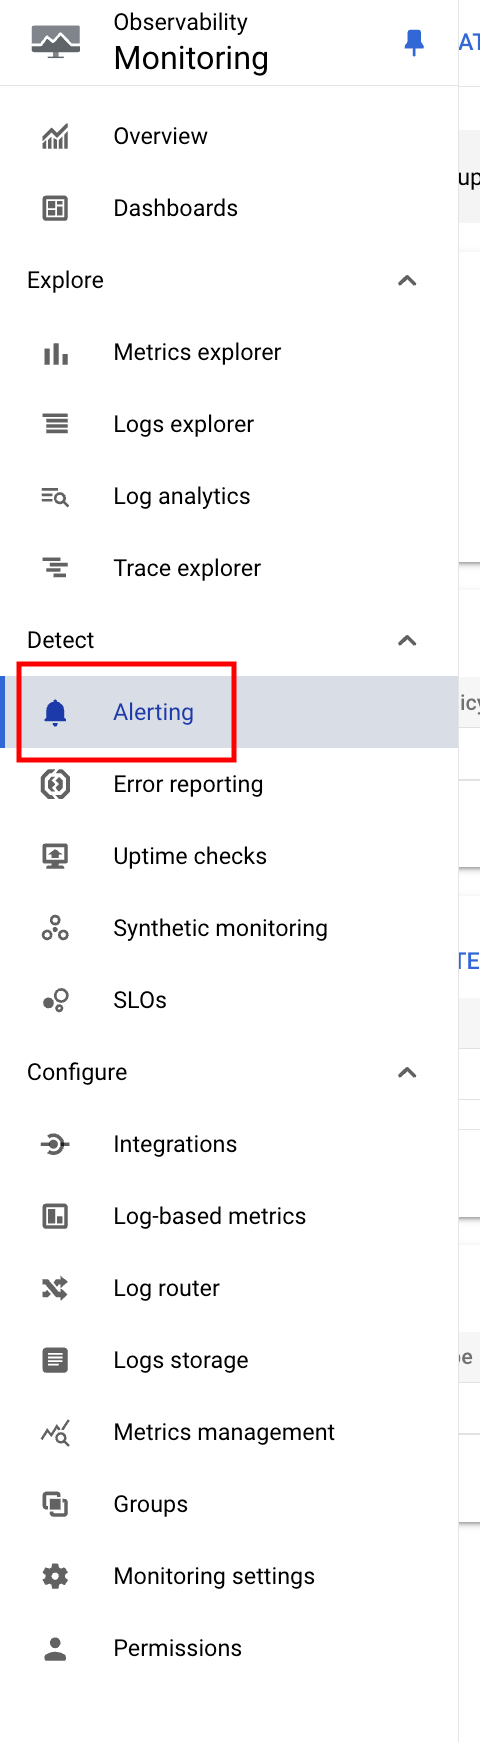 Observability
Monitoring
AT
Overview
Dashboards
up
Explore
Metrics explorer
Logs explorer
Log analytics
Trace explorer
Detect
Alerting
icy
Error reporting
Uptime checks
Synthetic monitoring
TE
SLOs
Configure
Integrations
Log-based metrics
Log router
Logs storage
pe
Metrics management
Groups
Monitoring settings
Permissions